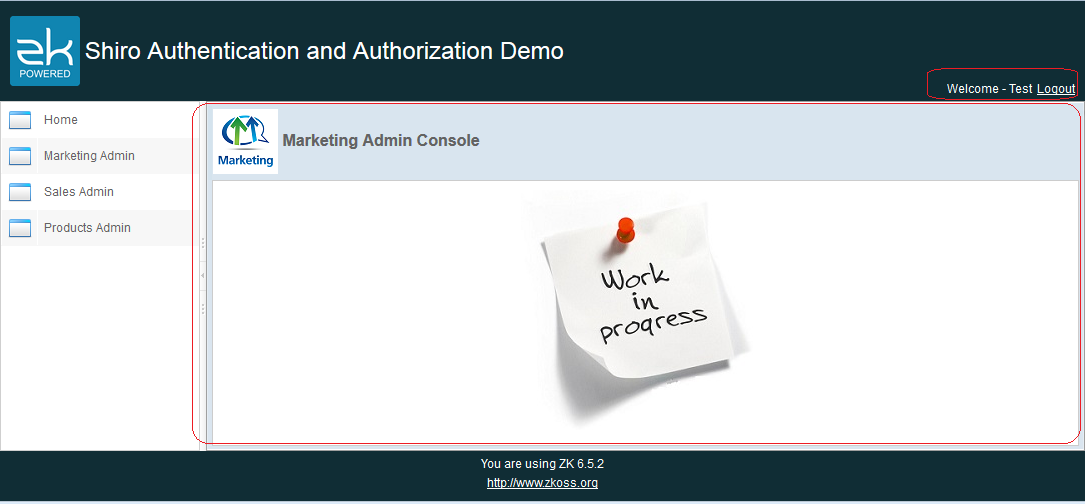 zk
POWERED
Shiro Authentication and Authorization Demo
Welcome - Test Logout
Home
Marketing Admin
Sales Admin
Products Admin
Marketing
Marketing Admin Console
Work
in
progress
You are using ZK 6.5.2
http://www.zkoss.org